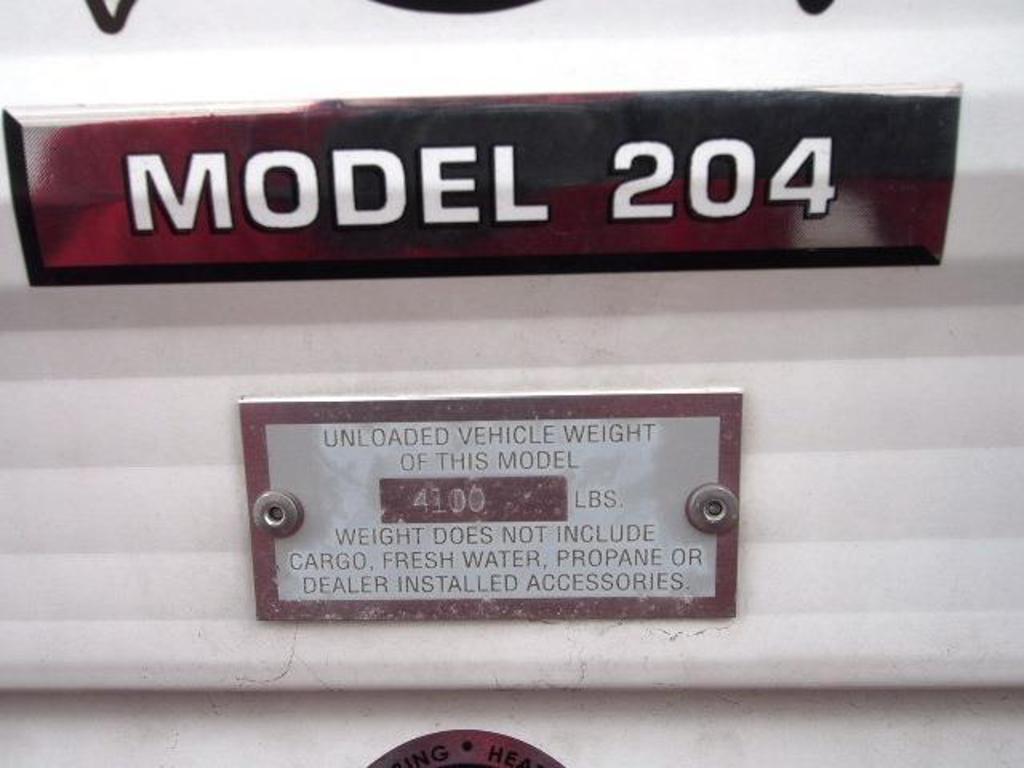 MODEL 204
UNLOADED VEHICLE WEIGHT
OF THIS MODEL
4100 LBS.
WEIGHT DOES NOT INCLUDE
CARGO, FRESH WATER, PROPANE OR
DEALER INSTALLED ACCESSORIES.